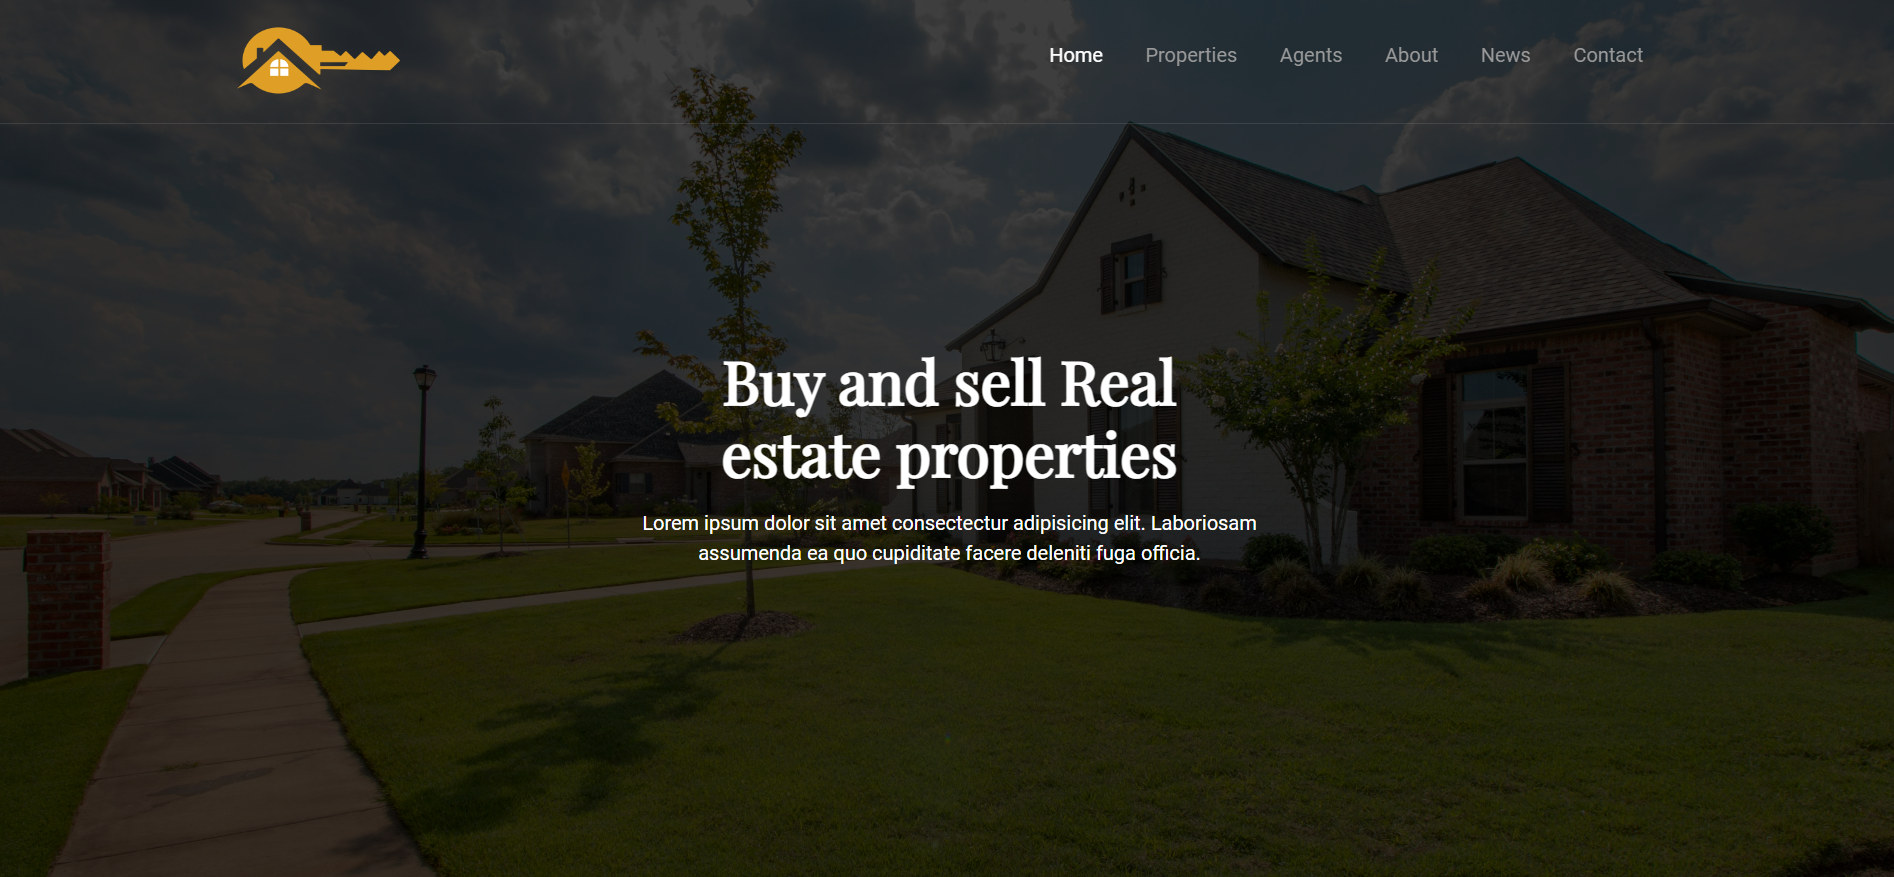 Home Properties Agents About News Contact
Buy and sell Real
estate properties
Lorem ipsum dolor sit amet consectectur adipisicing elit. Laboriosam
assumenda ea quo cupiditate facere deleniti fuga officia.